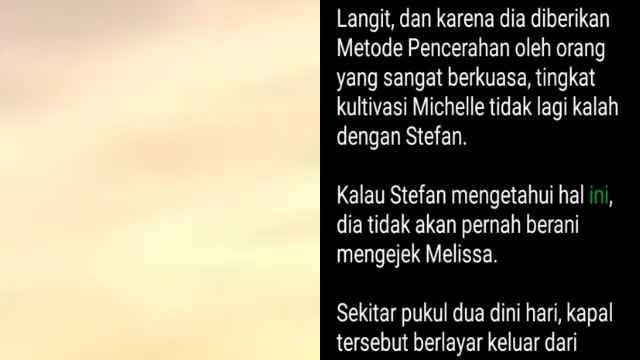 Langit, dan karena dia diberikan
Metode Pencerahan oleh orang
yang sangat berkuasa, tingkat
kultivasi Michelle tidak lagi kalah
dengan Stefan.
Kalau Stefan mengetahui hal ini,
dia tidak akan pernah berani
mengejek Melissa.
Sekitar pukul dua dini hari, kapal
tersebut berlayar keluar dari